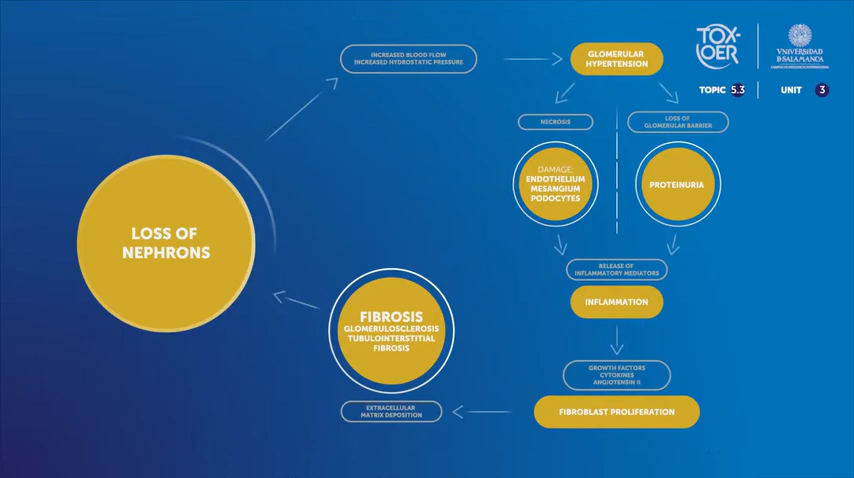 INCREASED BLOOD FLOW
INCREASED HYDROSTATIC PRESSURE
GLOMERULAR
HYPERTENSION
TOX-
OER
VNIVERSIDAD
D SALAMANCA
TOPIC 5.3
UNIT 3
NECROSIS
LOSS OF
GLOMERULAR BARRIER
DAMAGE:
ENDOTHELIUM
MESANGIUM
PODOCYTES
PROTEINURIA
LOSS OF
NEPHRONS
RELEASE OF
INFLAMMATORY MEDIATORS
INFLAMMATION
FIBROSIS
GLOMERULOSCLEROSIS
TUBULOINTERSTITIAL
FIBROSIS
GROWTH FACTORS
CYTOKINES
ANGIOTENSIN II
EXTRACELLULAR
MATRIX DEPOSITION
FIBROBLAST PROLIFERATION